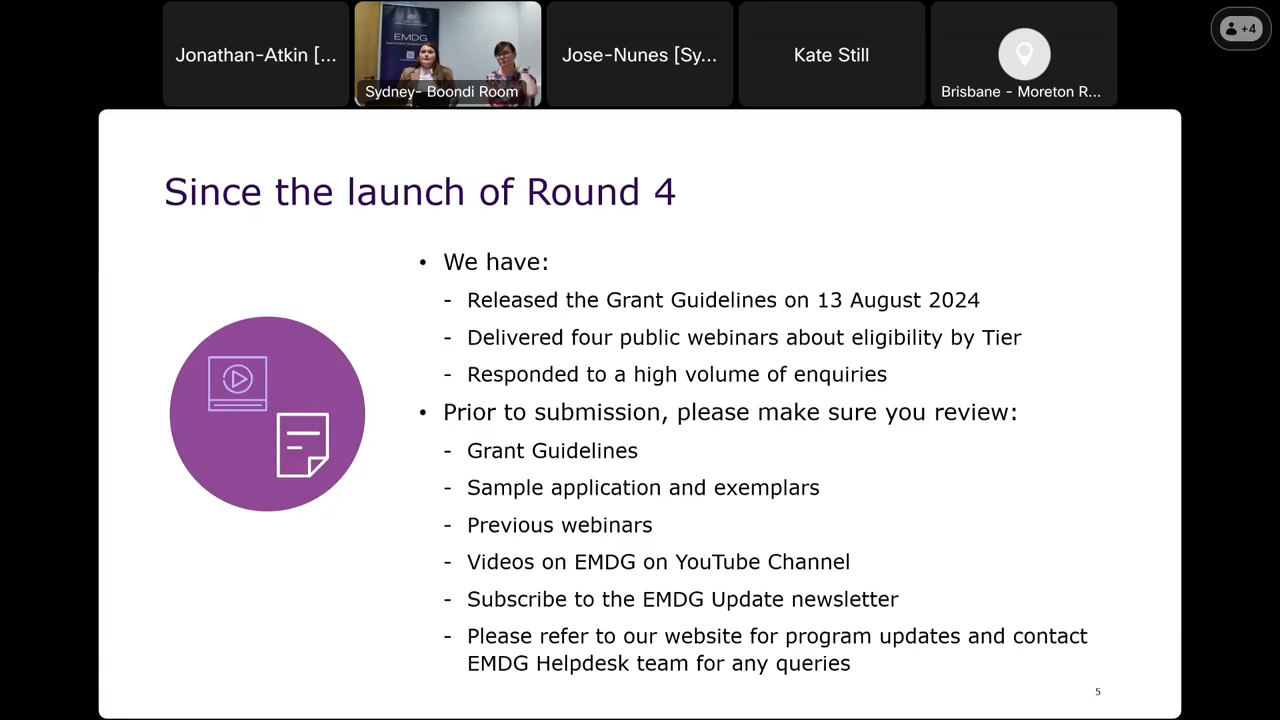 Jonathan-Atkin [...
EMDG
Sydney- Boondi Room
Jose-Nunes [Sy...
Kate Still
Brisbane - Moreton R...
+4
Since the launch of Round 4
• We have:
- Released the Grant Guidelines on 13 August 2024
- Delivered four public webinars about eligibility by Tier
- Responded to a high volume of enquiries
• Prior to submission, please make sure you review:
- Grant Guidelines
- Sample application and exemplars
- Previous webinars
- Videos on EMDG on YouTube Channel
- Subscribe to the EMDG Update newsletter
- Please refer to our website for program updates and contact
EMDG Helpdesk team for any queries
5